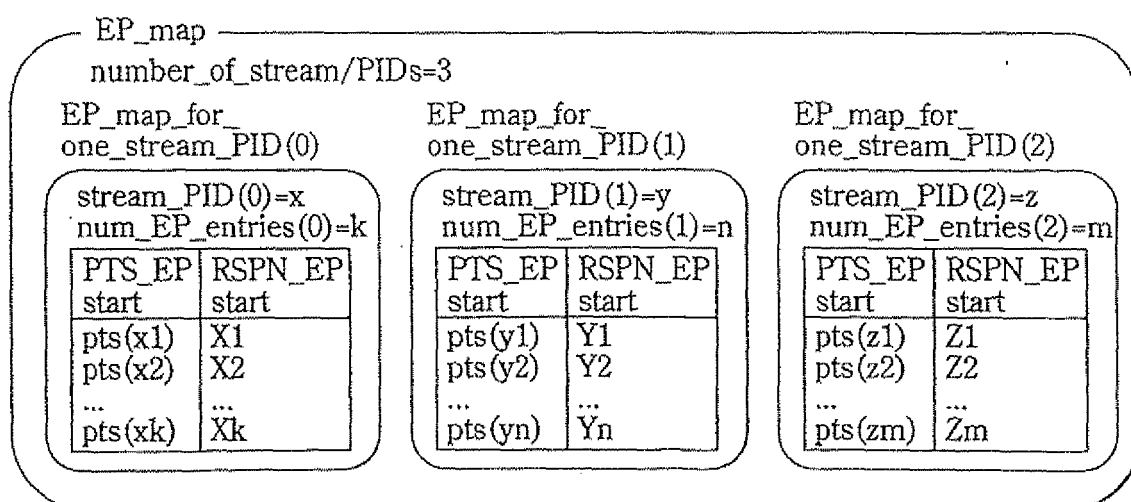 EP_map
number_of_stream/PIDs=3
EP_map_for_
one_stream_PID(0)
stream_PID(0)=x
num_EP_entries(0)=k
PTS_EP RSPN_EP
start start
pts(x1) X1
pts(x2) X2
... ...
pts(xk) Xk
EP_map_for_
one_stream_PID(1)
stream_PID(1)=y
num_EP_entries(1)=n
PTS_EP RSPN_EP
start start
pts(y1) Y1
pts(y2) Y2
... ...
pts(yn) Yn
EP_map_for_
one_stream_PID(2)
stream_PID(2)=z
num_EP_entries(2)=m
PTS_EP RSPN_EP
start start
pts(z1) Z1
pts(z2) Z2
... ...
pts(zm) Zm